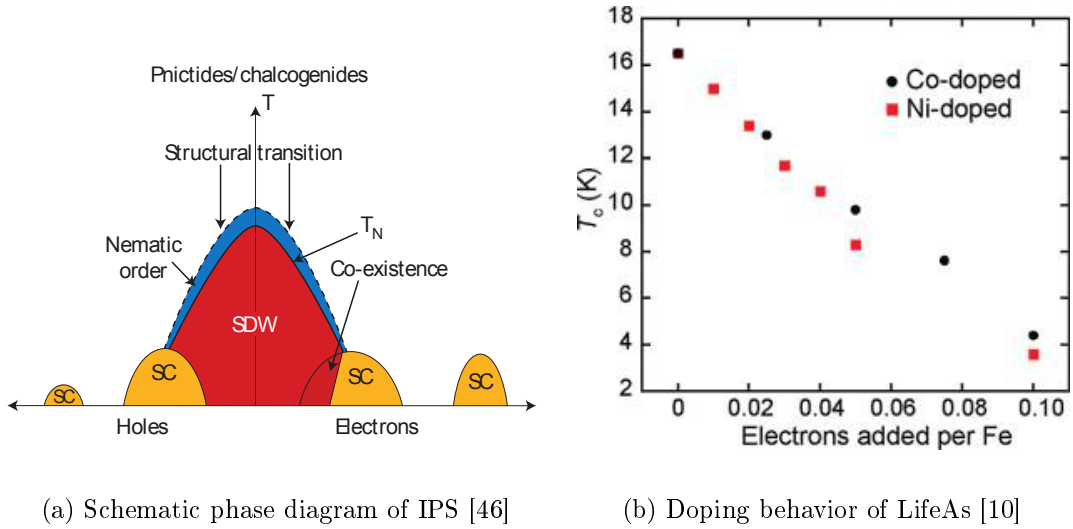 Pnictides/chalcogenides
T
Structural transition
T_N
Nematic
order
Co-existence
SDW
SC
SC
SC
SC
Holes
Electrons
16
14
12
10
8
6
4
2
T_c (K)
Co-doped
Ni-doped
0
0.02
0.04
0.06
0.08
0.10
Electrons added per Fe
(a) Schematic phase diagram of IPS [46]
(b) Doping behavior of LifeAs [10]